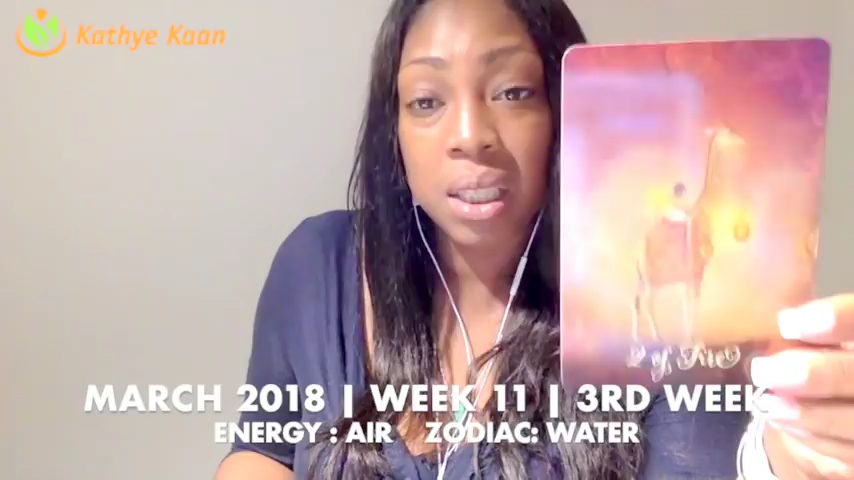 Kathye Kaan
MARCH 2018 | WEEK 11 | 3RD WEEK
ENERGY : AIR ZODIAC: WATER